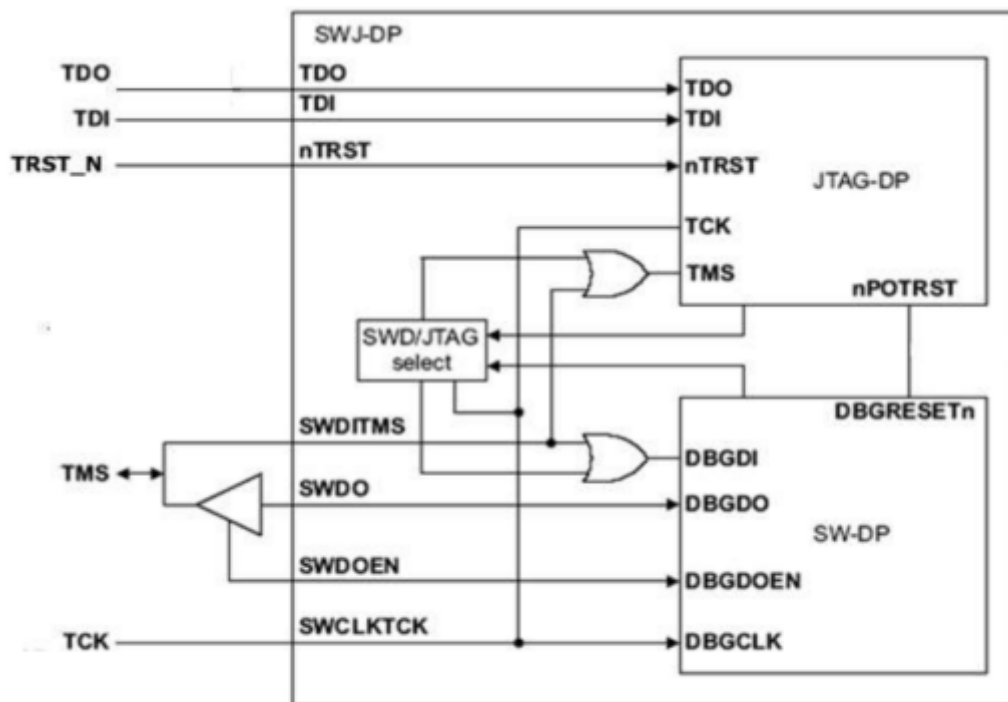 SWJ-DP
TDO
TDO
TDO
TDI
TDI
TDI
TRST_N
nTRST
nTRST
JTAG-DP
TCK
TMS
nPOTRST
SWD/JTAG
select
DBGRESETn
SWDITMS
DBGDI
TMS
SWDO
DBGDO
SW-DP
SWDOEN
DBGDOEN
TCK
SWCLKTCK
DBGCLK